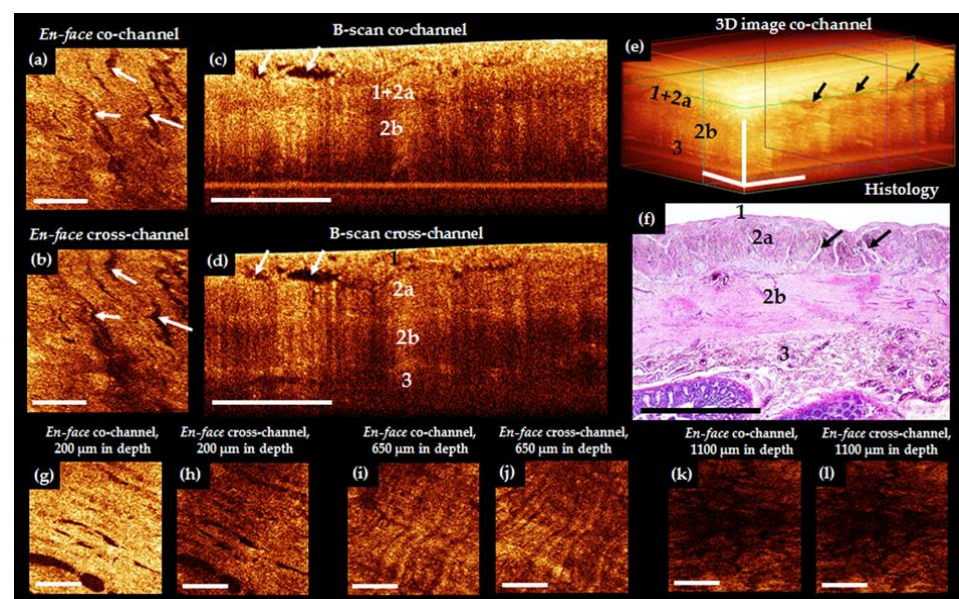 En-face co-channel
B-scan co-channel
3D image co-channel
(a)
(c)
(e)
1+2a
2b
1+2a
2b
3
Histology
En-face cross-channel
B-scan cross-channel
(b)
(d)
(f)
1
2a
2b
3
1
2a
2b
3
En-face co-channel,
200 μm in depth
En-face cross-channel,
200 μm in depth
En-face co-channel,
650 μm in depth
En-face cross-channel,
650 μm in depth
En-face co-channel,
1100 μm in depth
En-face cross-channel,
1100 μm in depth
(g)
(h)
(i)
(j)
(k)
(l)